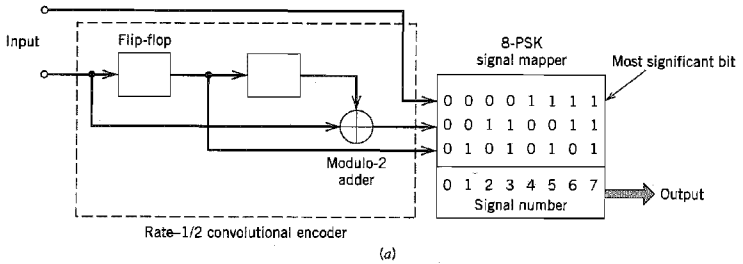 Input
Flip-flop
8-PSK
signal mapper
Most significant bit
0 0 0 0 1 1 1 1
0 0 1 1 0 0 1 1
0 1 0 1 0 1 0 1
Modulo-2
adder
0 1 2 3 4 5 6 7
Signal number
Output
Rate–1/2 convolutional encoder
(a)